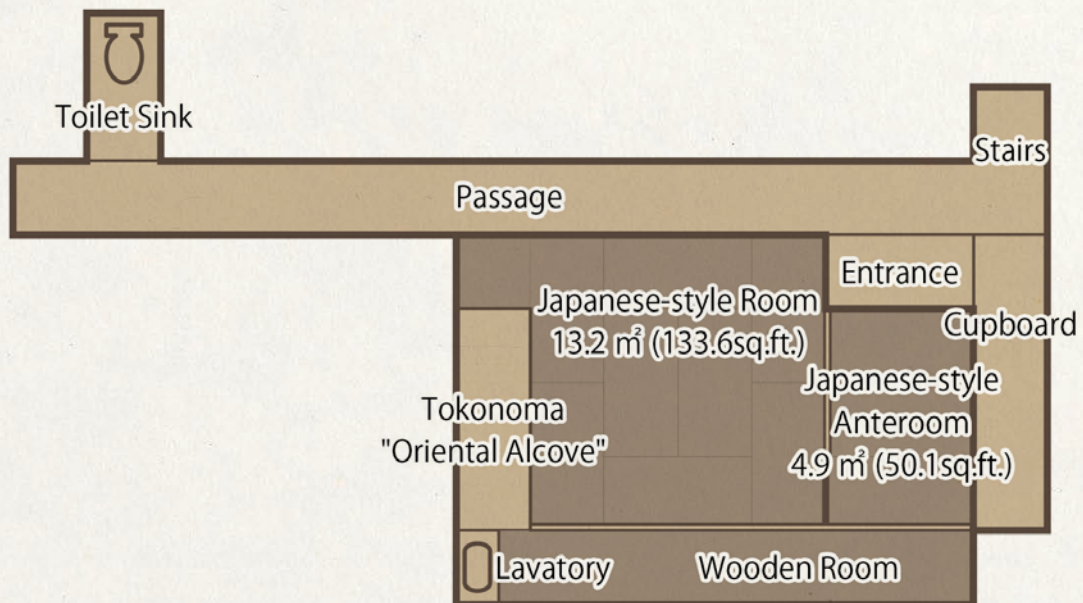 Toilet Sink
Stairs
Passage
Entrance
Japanese-style Room
13.2 ㎡ (133.6sq.ft.)
Cupboard
Japanese-style
Anteroom
4.9 ㎡ (50.1sq.ft.)
Tokonoma
"Oriental Alcove"
Lavatory
Wooden Room